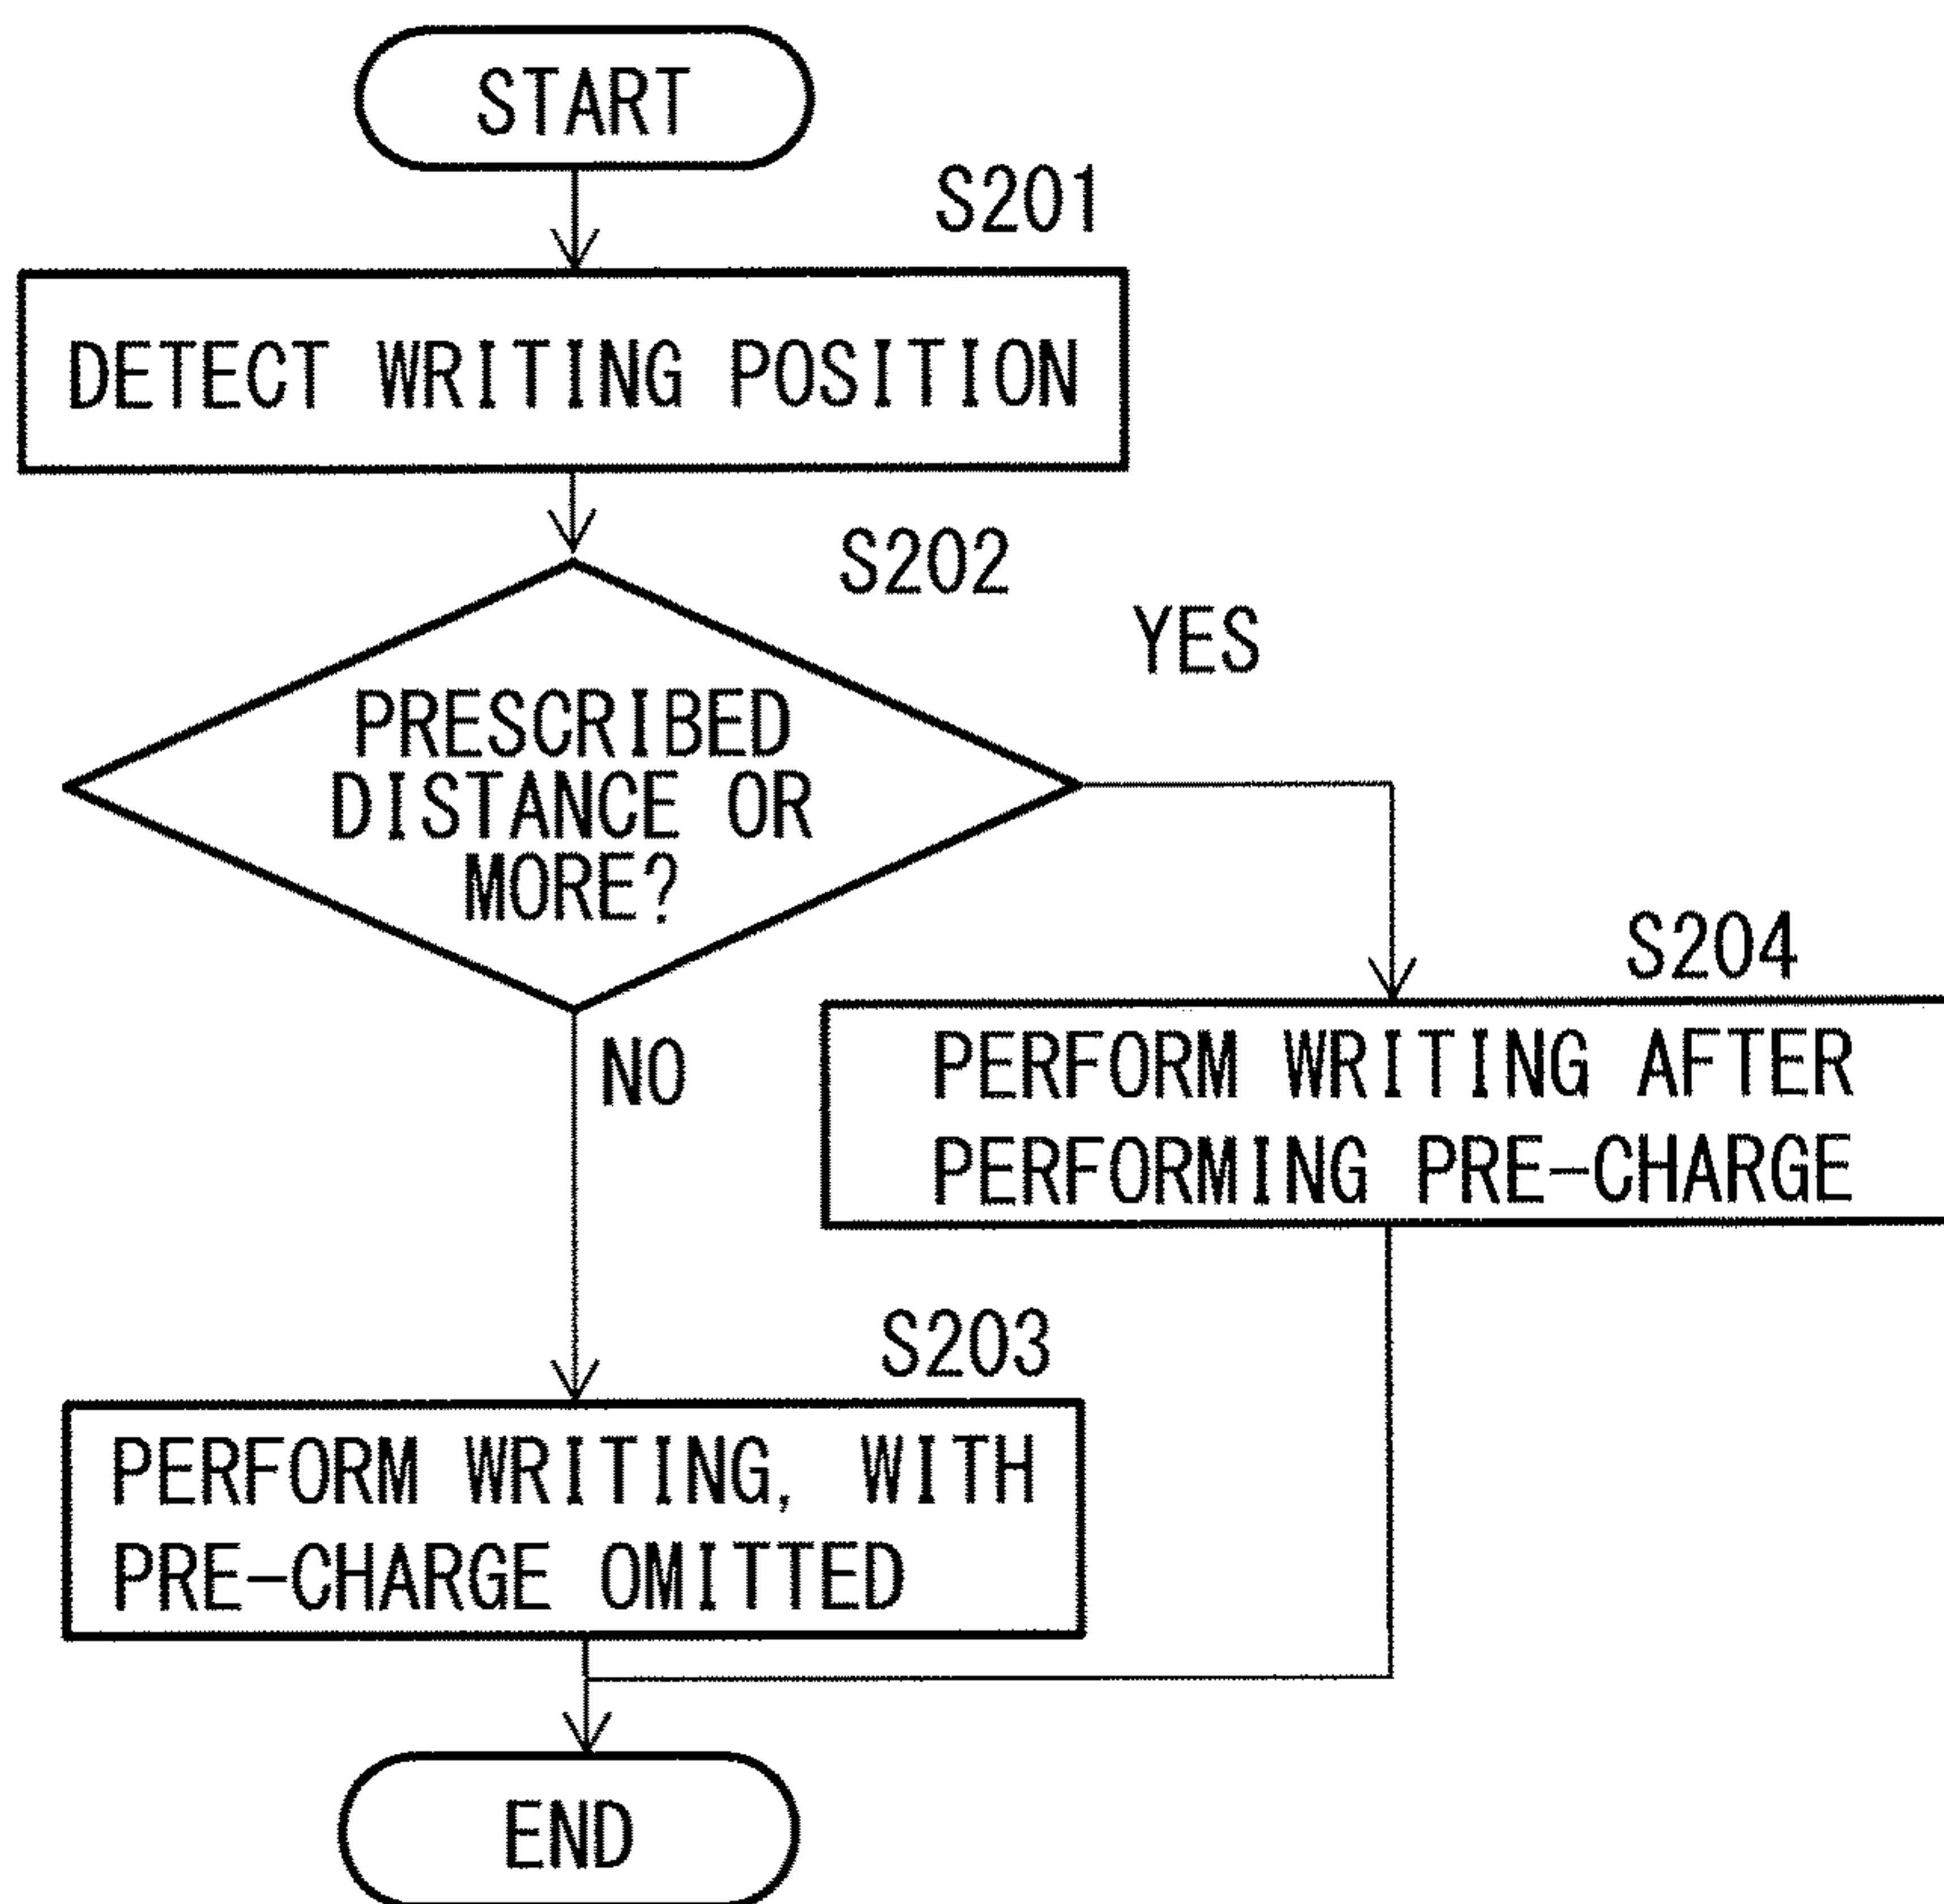 START
S201
DETECT WRITING POSITION
S202
YES
PRESCRIBED
DISTANCE OR
MORE?
NO
S204
PERFORM WRITING AFTER
PERFORMING PRE-CHARGE
S203
PERFORM WRITING, WITH
PRE-CHARGE OMITTED
END